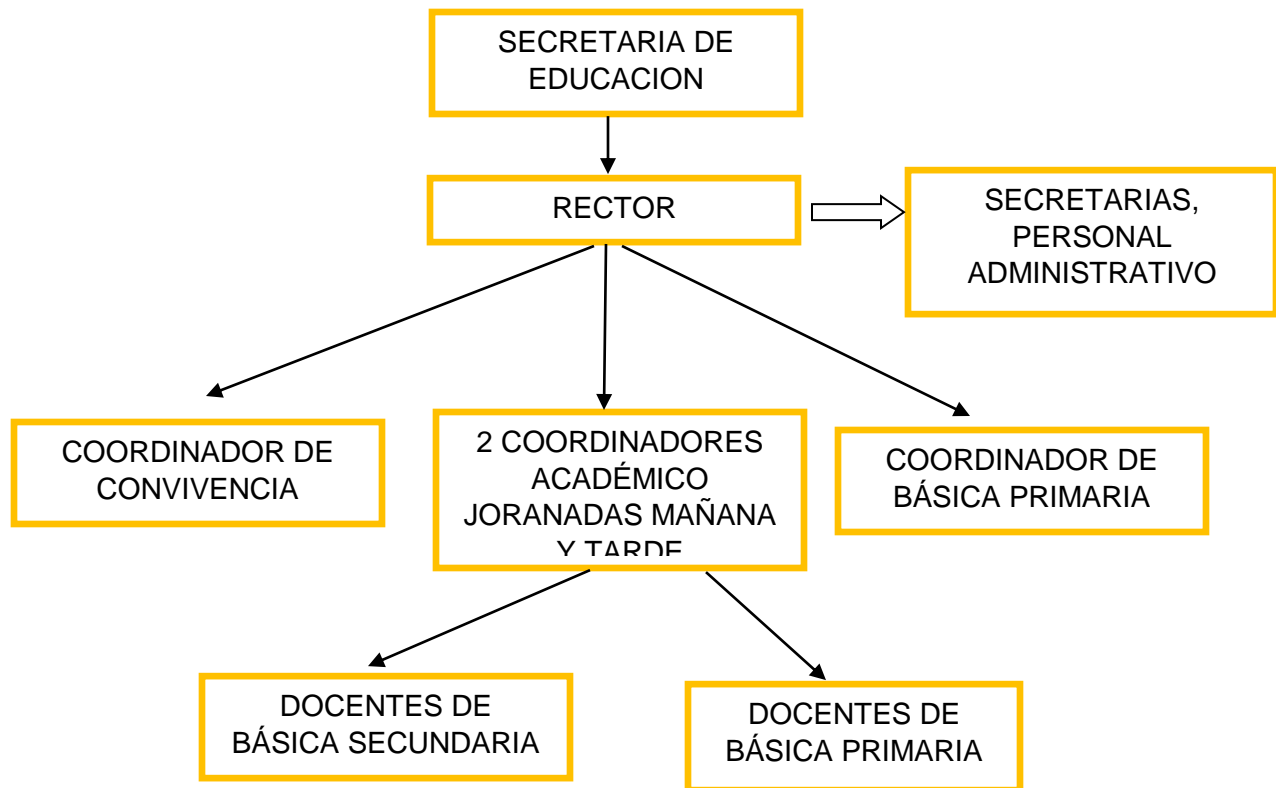 SECRETARIA DE
EDUCACION
RECTOR
SECRETARIAS,
PERSONAL
ADMINISTRATIVO
COORDINADOR DE
CONVIVENCIA
2 COORDINADORES
ACADÉMICO
JORANADAS MAÑANA
Y TARDE
COORDINADOR DE
BÁSICA PRIMARIA
DOCENTES DE
BÁSICA SECUNDARIA
DOCENTES DE
BÁSICA PRIMARIA